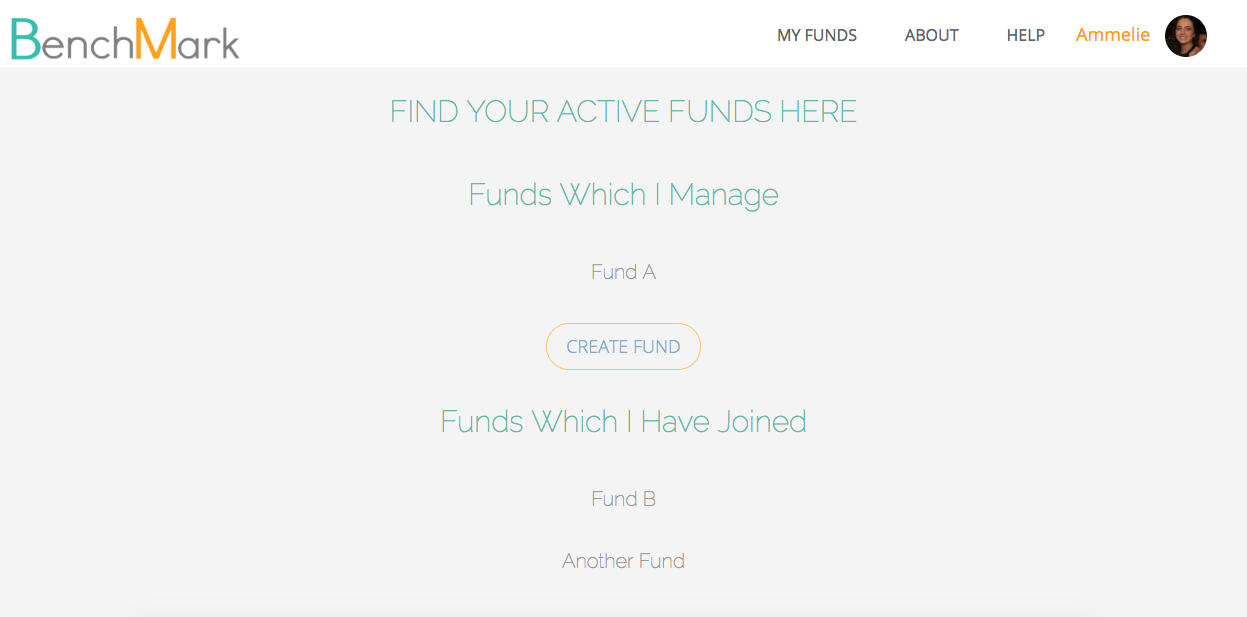 BenchMark
MY FUNDS ABOUT HELP Ammelie
FIND YOUR ACTIVE FUNDS HERE
Funds Which I Manage
Fund A
CREATE FUND
Funds Which I Have Joined
Fund B
Another Fund